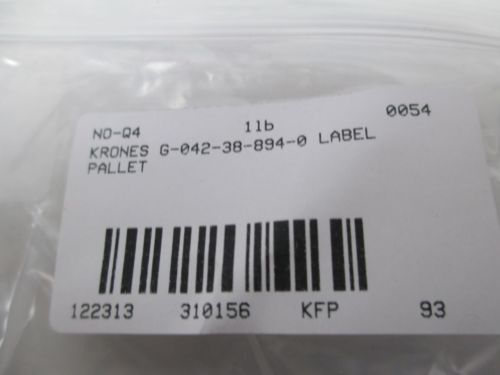 NO-Q4 1lb 0054
KRONES G-042-38-894-0 LABEL
PALLET
122313 310156 KFP 93